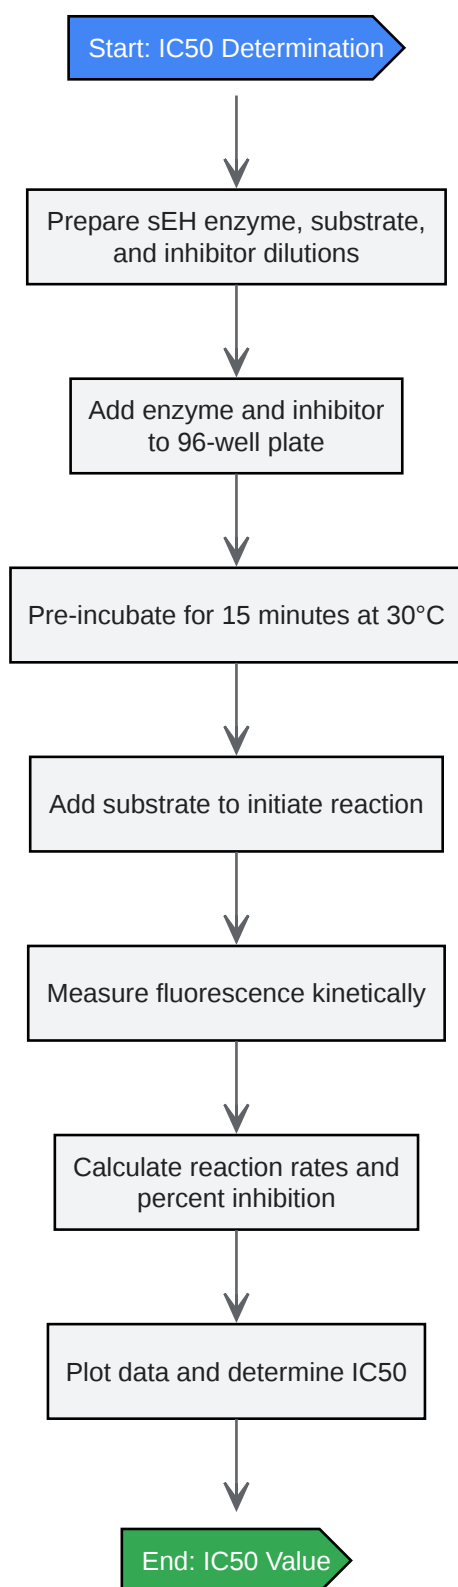 Start: IC50 Determination
Prepare sEH enzyme, substrate,
and inhibitor dilutions
Add enzyme and inhibitor
to 96-well plate
Pre-incubate for 15 minutes at 30°C
Add substrate to initiate reaction
Measure fluorescence kinetically
Calculate reaction rates and
percent inhibition
Plot data and determine IC50
End: IC50 Value